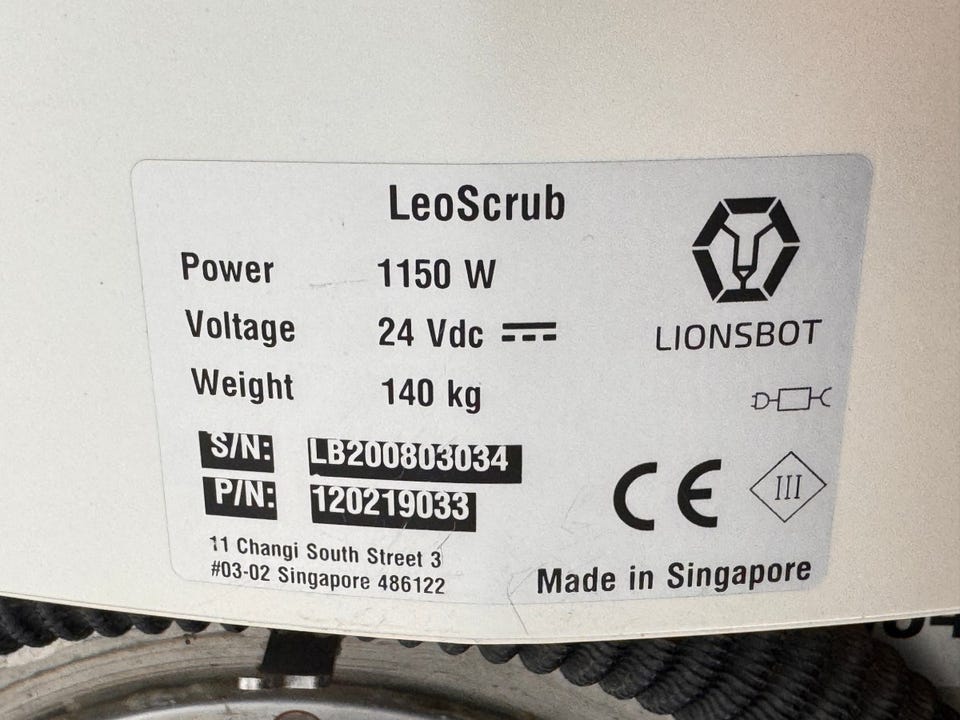 LeoScrub
Power 1150 W
Voltage 24 Vdc
Weight 140 kg
LIONSBOT
S/N: LB200803034
P/N: 120219033
III
CE
11 Changi South Street 3
#03-02 Singapore 486122
Made in Singapore